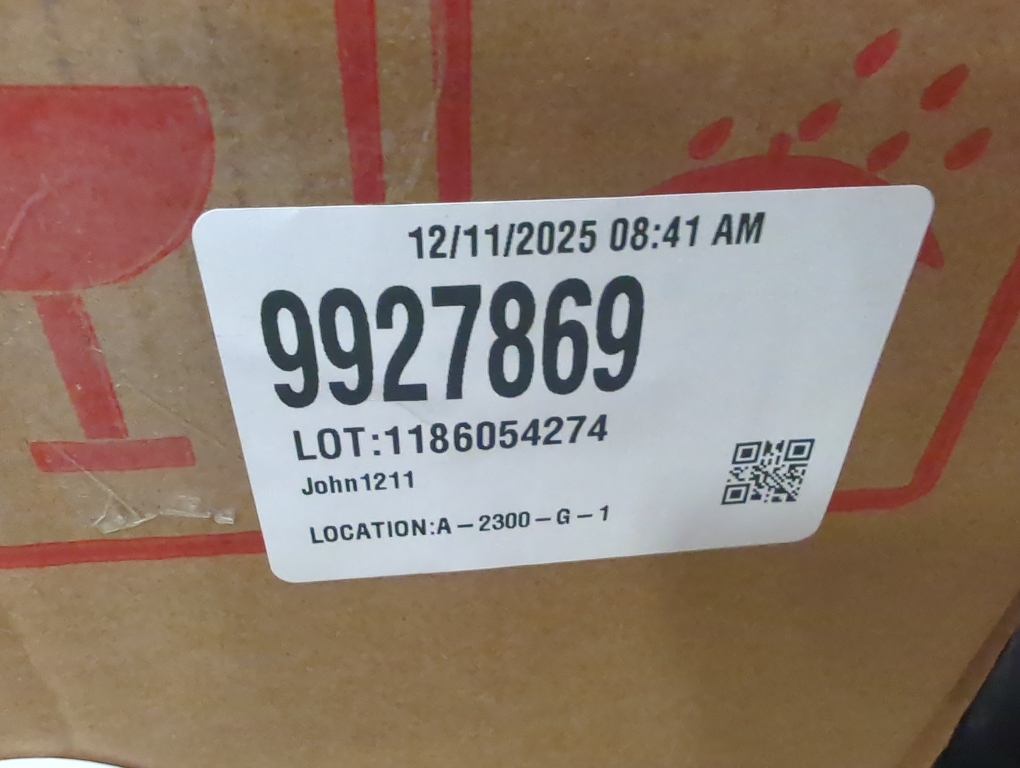 12/11/2025 08:41 AM
9927869
LOT:1186054274
John1211
LOCATION:A-2300-G-1